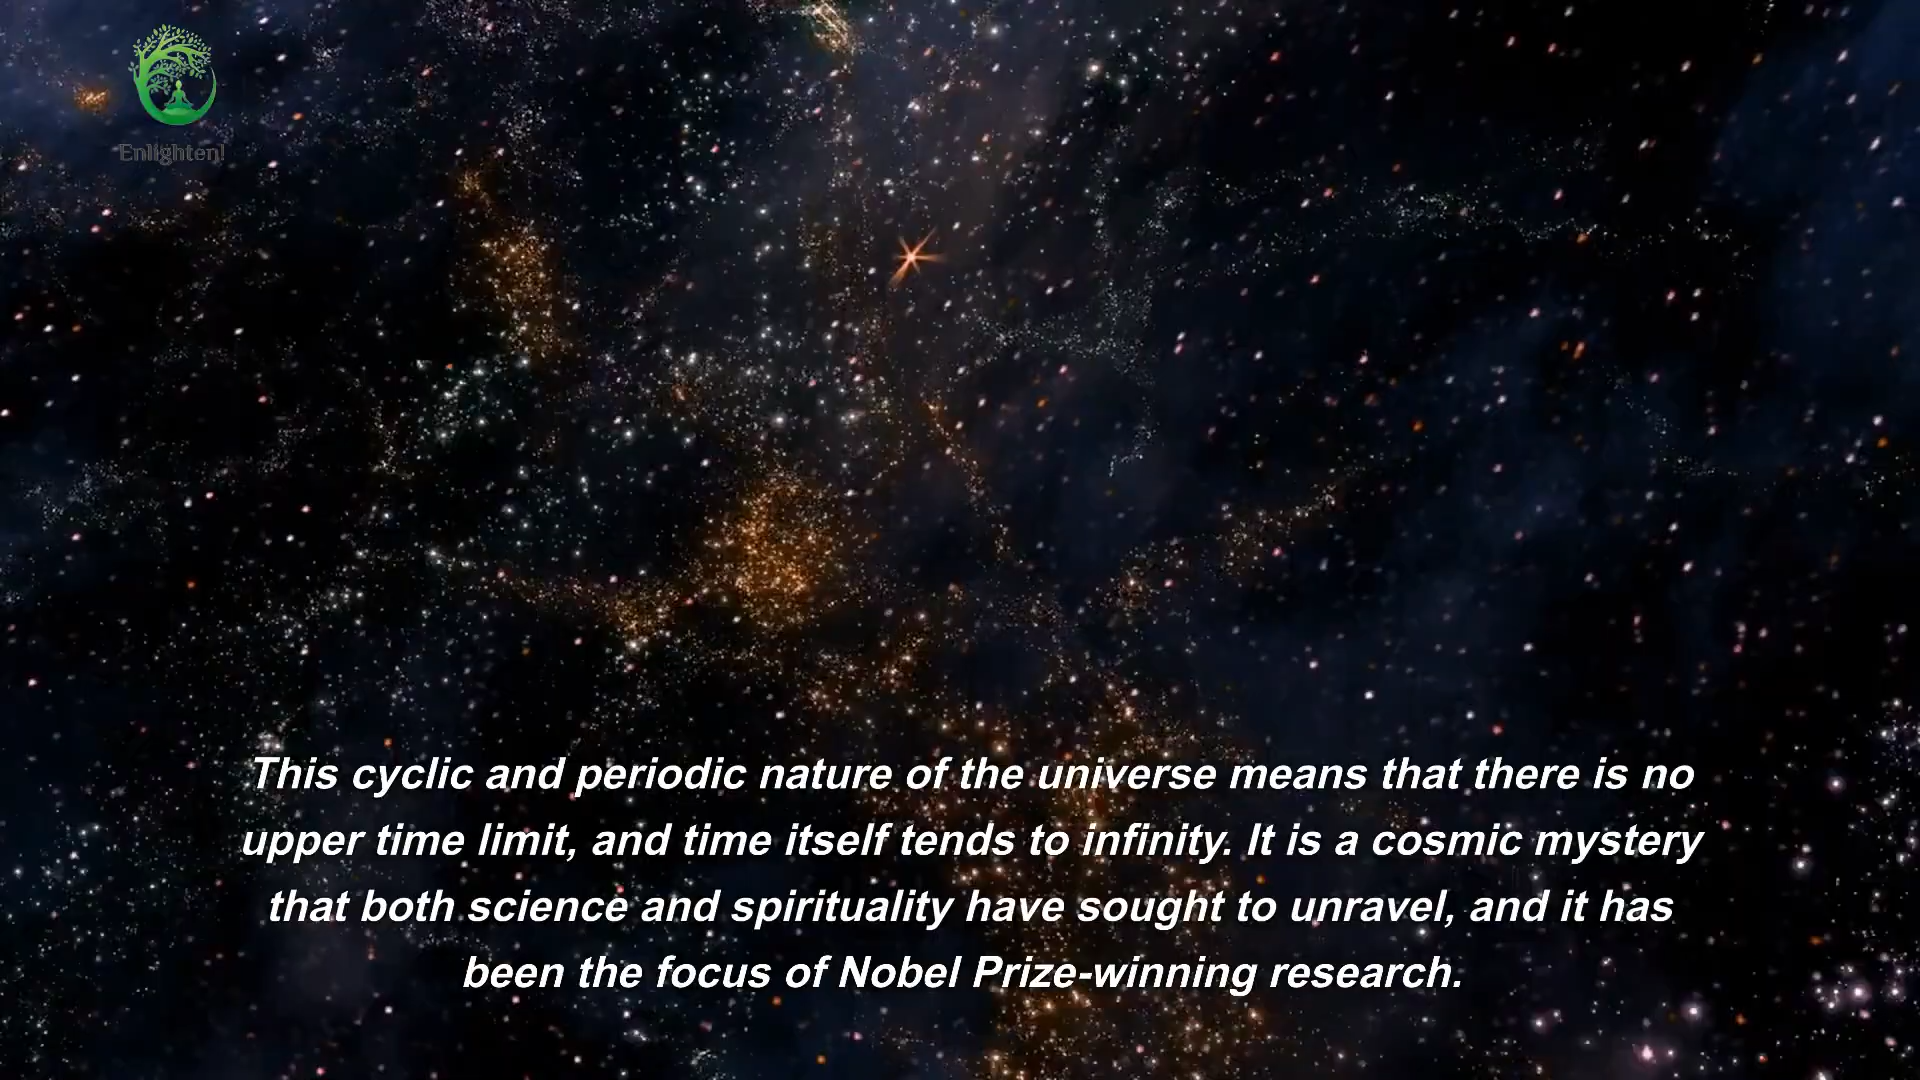 Enlighten!
This cyclic and periodic nature of the universe means that there is no
upper time limit, and time itself tends to infinity. It is a cosmic mystery
that both science and spirituality have sought to unravel, and it has
been the focus of Nobel Prize-winning research.